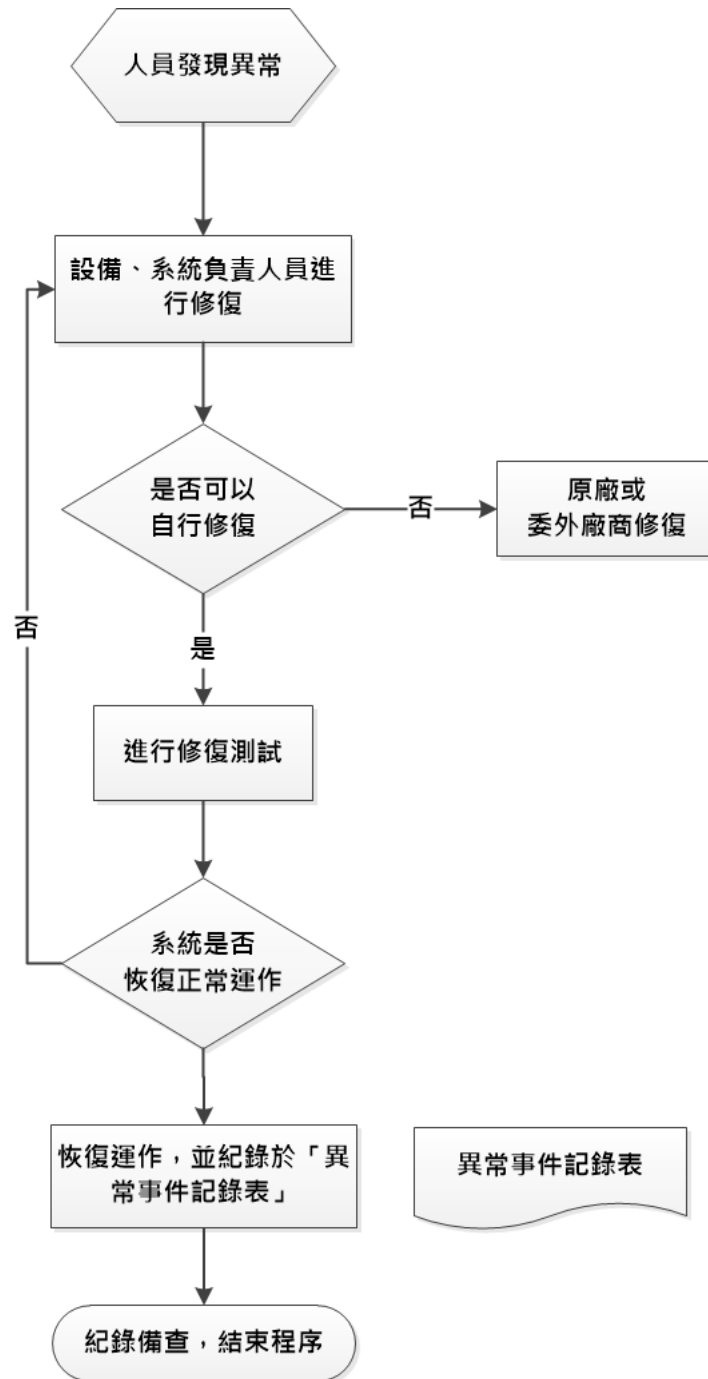 人員發現異常
設備、系統負責人員進
行修復
是否可以
自行修復
否
原廠或
委外廠商修復
否
是
進行修復測試
系統是否
恢復正常運作
恢復運作，並紀錄於「異
常事件記錄表」
異常事件記錄表
紀錄備查，結束程序